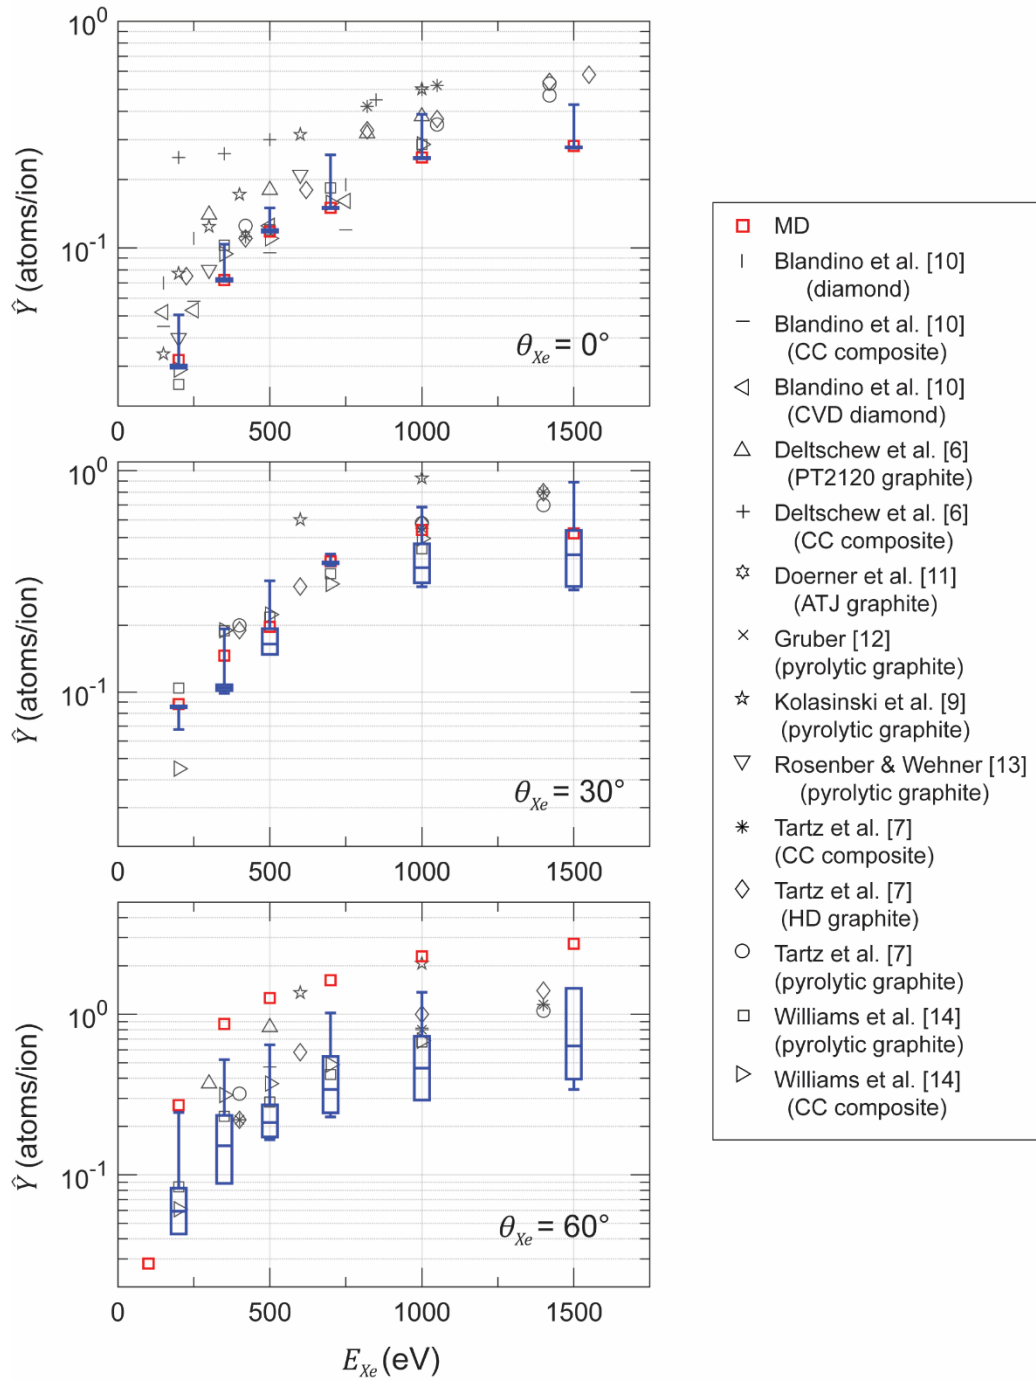 10⁰
10⁻¹
Ŷ (atoms/ion)
θXe = 0°
0 500 1000 1500
10⁰
10⁻¹
Ŷ (atoms/ion)
θXe = 30°
0 500 1000 1500
10⁰
10⁻¹
Ŷ (atoms/ion)
θXe = 60°
0 500 1000 1500
EXe (eV)
MD
Blandino et al. [10]
(diamond)
Blandino et al. [10]
(CC composite)
Blandino et al. [10]
(CVD diamond)
Deltschew et al. [6]
(PT2120 graphite)
Deltschew et al. [6]
(CC composite)
Doerner et al. [11]
(ATJ graphite)
Gruber [12]
(pyrolytic graphite)
Kolasinski et al. [9]
(pyrolytic graphite)
Rosenber & Wehner [13]
(pyrolytic graphite)
Tartz et al. [7]
(CC composite)
Tartz et al. [7]
(HD graphite)
Tartz et al. [7]
(pyrolytic graphite)
Williams et al. [14]
(pyrolytic graphite)
Williams et al. [14]
(CC composite)